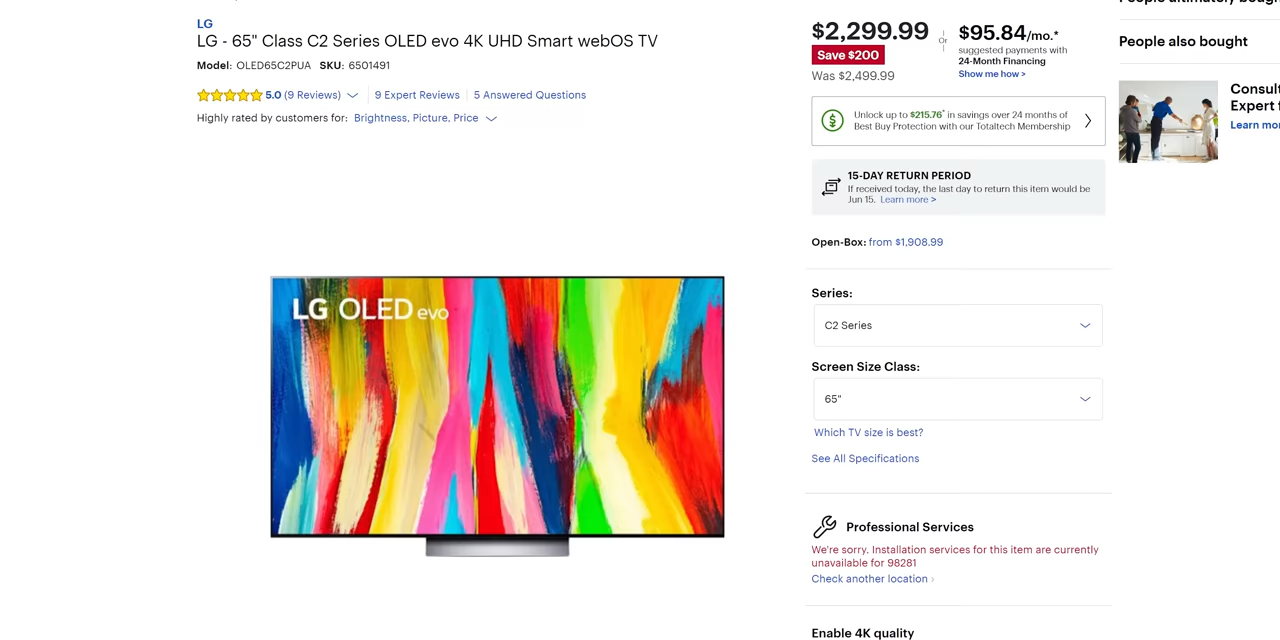 LG
LG - 65" Class C2 Series OLED evo 4K UHD Smart webOS TV
Model: OLED65C2PUA SKU: 6501491
5.0 (9 Reviews) 9 Expert Reviews 5 Answered Questions
Highly rated by customers for: Brightness, Picture, Price
LG OLED evo
$2,299.99
Save $200
Was $2,499.99
Or
$95.84/mo.*
suggested payments with
24-Month Financing
Show me how >
Unlock up to $215.76* in savings over 24 months of
Best Buy Protection with our Totaltech Membership
15-DAY RETURN PERIOD
If received today, the last day to return this item would be
Jun 15. Learn more >
Open-Box: from $1,908.99
Series:
C2 Series
Screen Size Class:
65"
Which TV size is best?
See All Specifications
Professional Services
We're sorry. Installation services for this item are currently
unavailable for 98281
Check another location ›
Enable 4K quality
People also bought
Consult
Expert
Learn mor